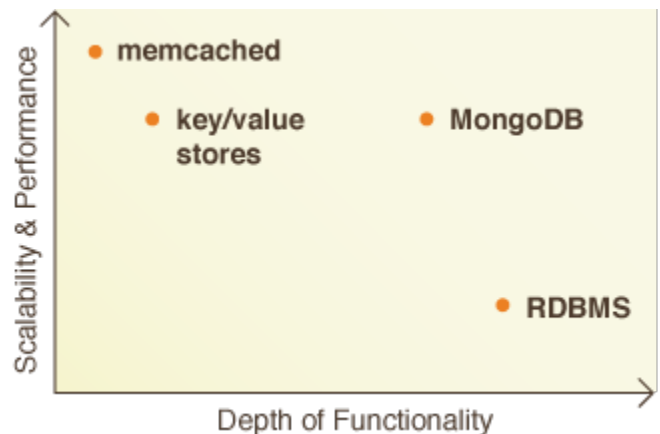 Scalability & Performance
memcached
key/value
stores
MongoDB
RDBMS
Depth of Functionality